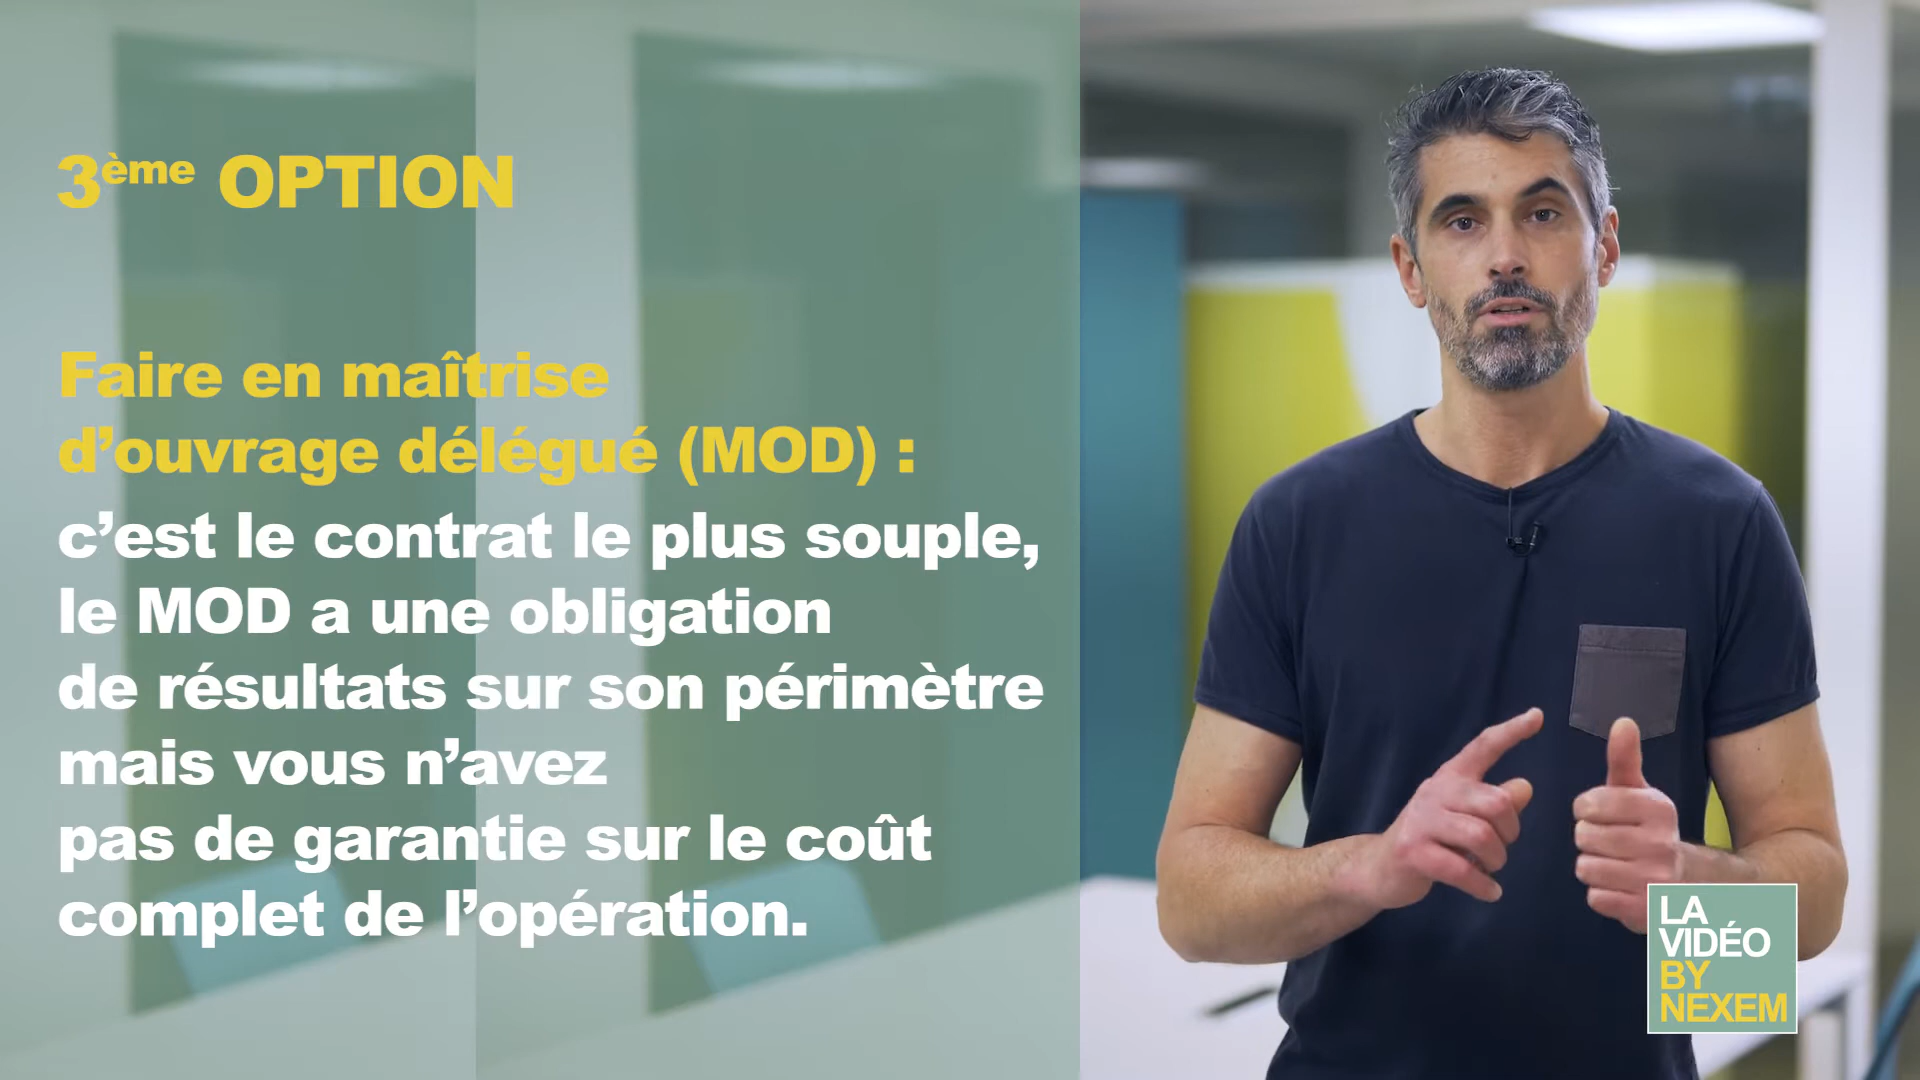 3ème OPTION
Faire en maîtrise
d’ouvrage délégué (MOD) :
c’est le contrat le plus souple,
le MOD a une obligation
de résultats sur son périmètre
mais vous n’avez
pas de garantie sur le coût
complet de l’opération.
LA
VIDÉO
BY
NEXEM